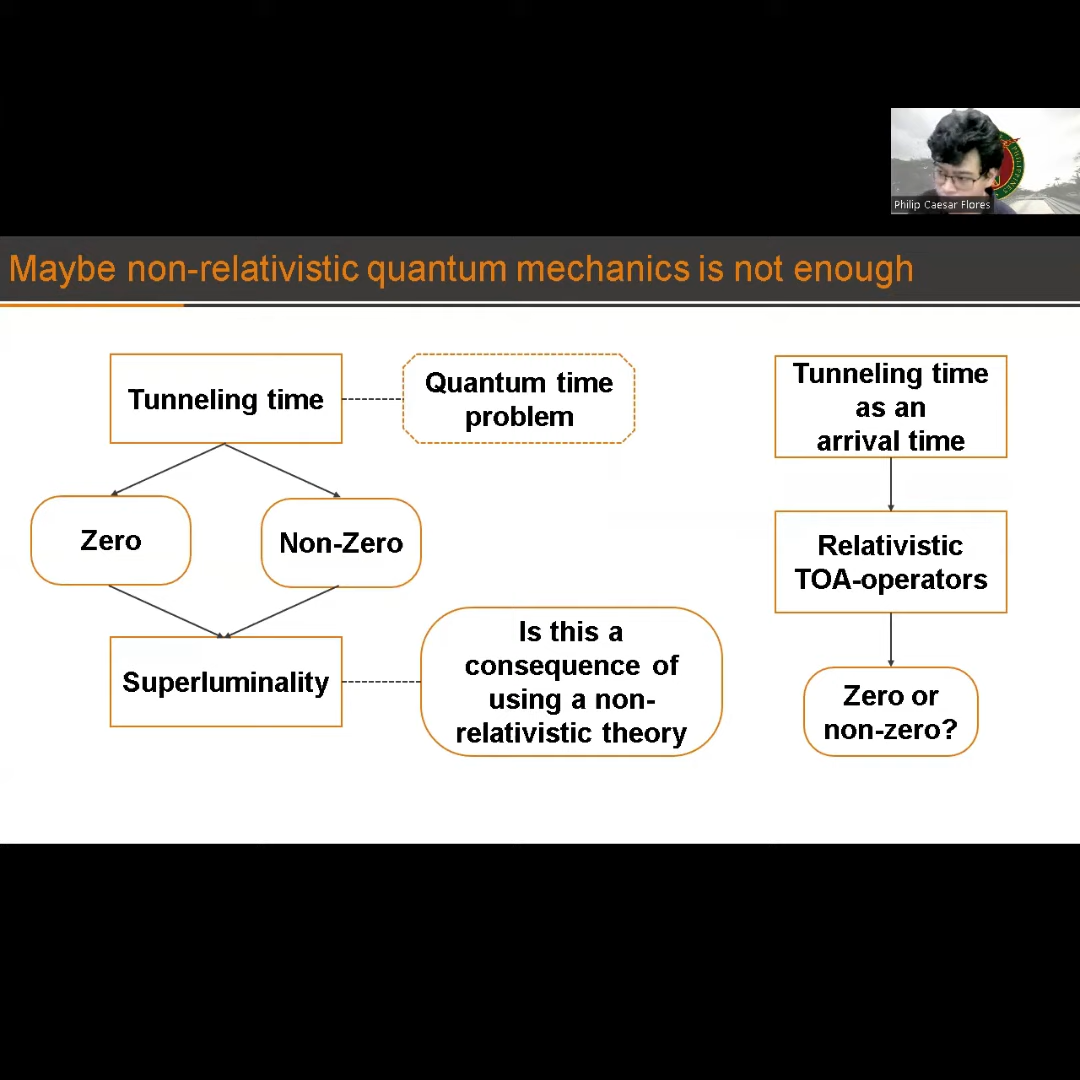 Philip Caesar Flores
Maybe non-relativistic quantum mechanics is not enough
Tunneling time
Quantum time
problem
Zero
Non-Zero
Superluminality
Is this a
consequence of
using a non-
relativistic theory
Tunneling time
as an
arrival time
Relativistic
TOA-operators
Zero or
non-zero?